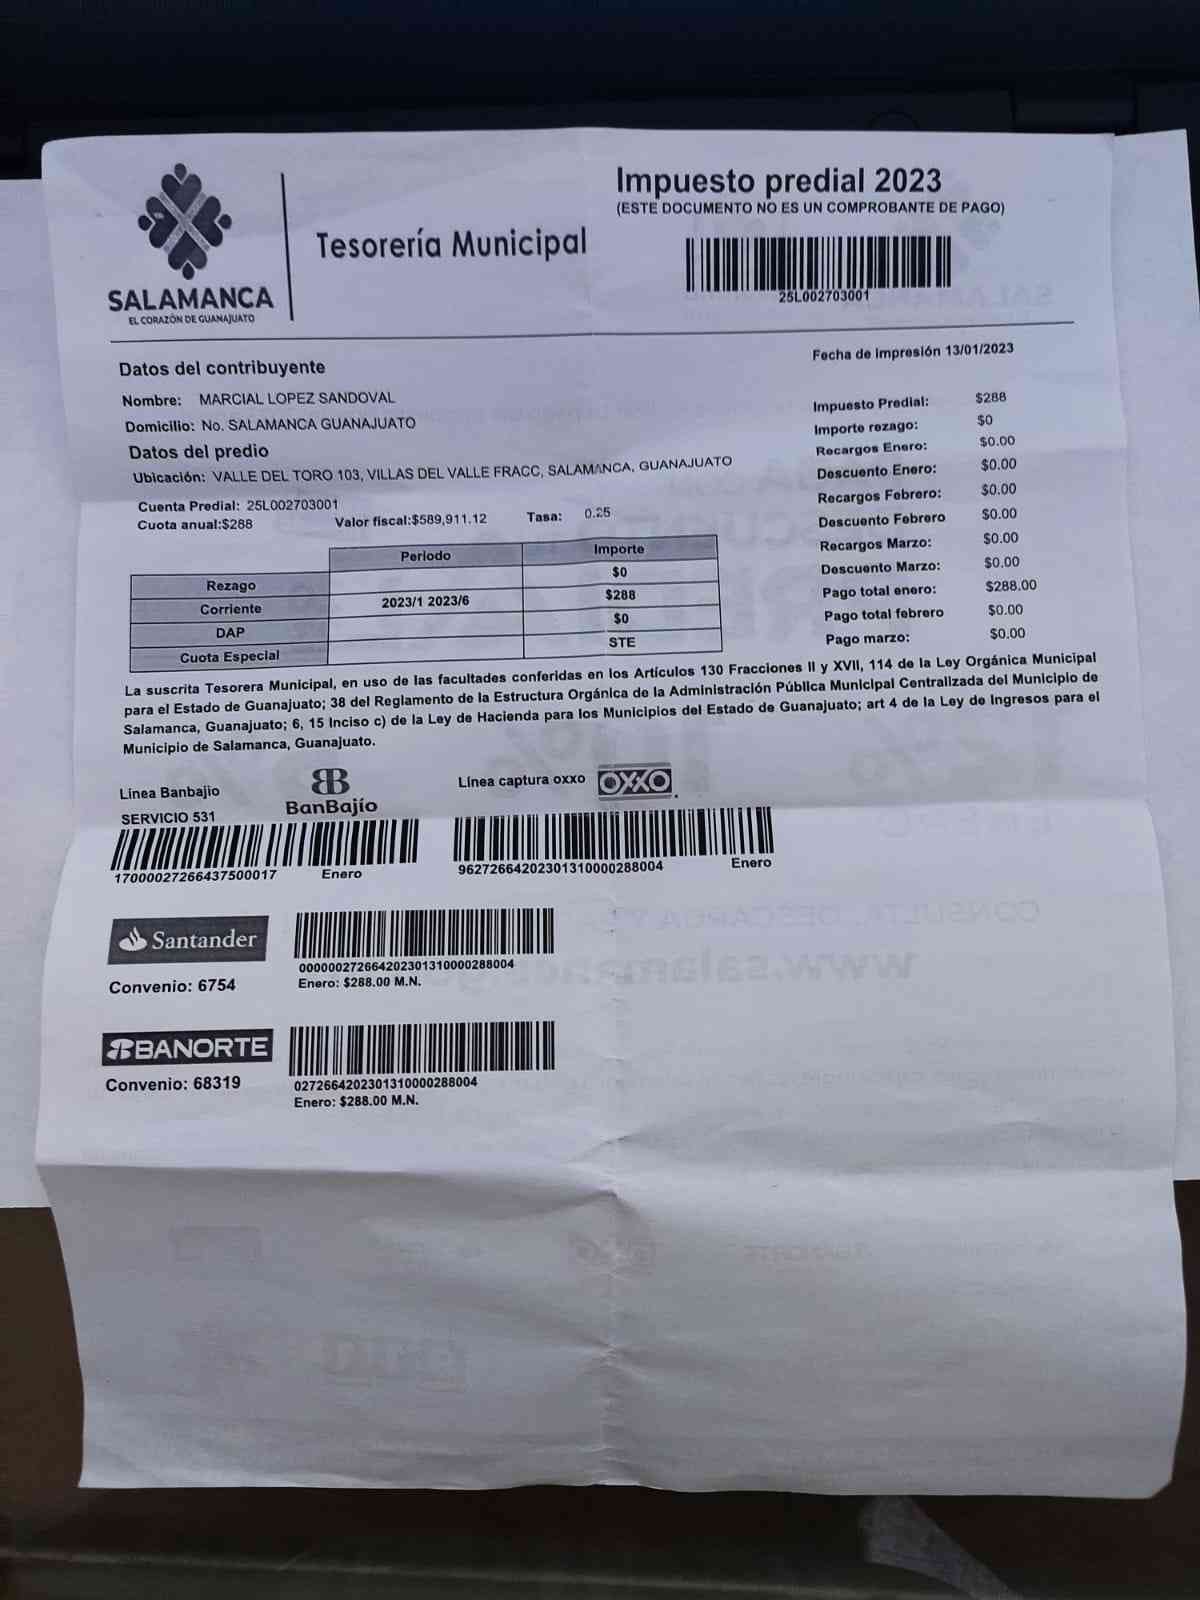 Impuesto predial 2023
(ESTE DOCUMENTO NO ES UN COMPROBANTE DE PAGO)
Tesorería Municipal
25L002703001
SALAMANCA
EL CORAZÓN DE GUANAJUATO
Fecha de impresión 13/01/2023
Datos del contribuyente
Nombre: MARCIAL LOPEZ SANDOVAL
Domicilio: No. SALAMANCA GUANAJUATO
Datos del predio
Ubicación: VALLE DEL TORO 103, VILLAS DEL VALLE FRACC, SALAMANCA, GUANAJUATO
Cuenta Predial: 25L002703001
Cuota anual:$288 Valor fiscal:$589,911.12 Tasa: 0.25
Impuesto Predial: $288
Importe rezago: $0
Recargos Enero: $0.00
Descuento Enero: $0.00
Recargos Febrero: $0.00
Descuento Febrero $0.00
Recargos Marzo: $0.00
Descuento Marzo: $0.00
Pago total enero: $288.00
Pago total febrero $0.00
Pago marzo: $0.00
Periodo Importe
Rezago $0
Corriente 2023/1 2023/6 $288
DAP $0
Cuota Especial STE
La suscrita Tesorera Municipal, en uso de las facultades conferidas en los Artículos 130 Fracciones II y XVII, 114 de la Ley Orgánica Municipal
para el Estado de Guanajuato; 38 del Reglamento de la Estructura Orgánica de la Administración Pública Municipal Centralizada del Municipio de
Salamanca, Guanajuato; 6, 15 Inciso c) de la Ley de Hacienda para los Municipios del Estado de Guanajuato; art 4 de la Ley de Ingresos para el
Municipio de Salamanca, Guanajuato.
Linea Banbajio
BanBajío
SERVICIO 531
17000027266437500017 Enero
Línea captura oxxo OXXO
96272664202301310000288004 Enero
Santander
Convenio: 6754
000000272664202301310000288004
Enero: $288.00 M.N.
BANORTE
Convenio: 68319
0272664202301310000288004
Enero: $288.00 M.N.